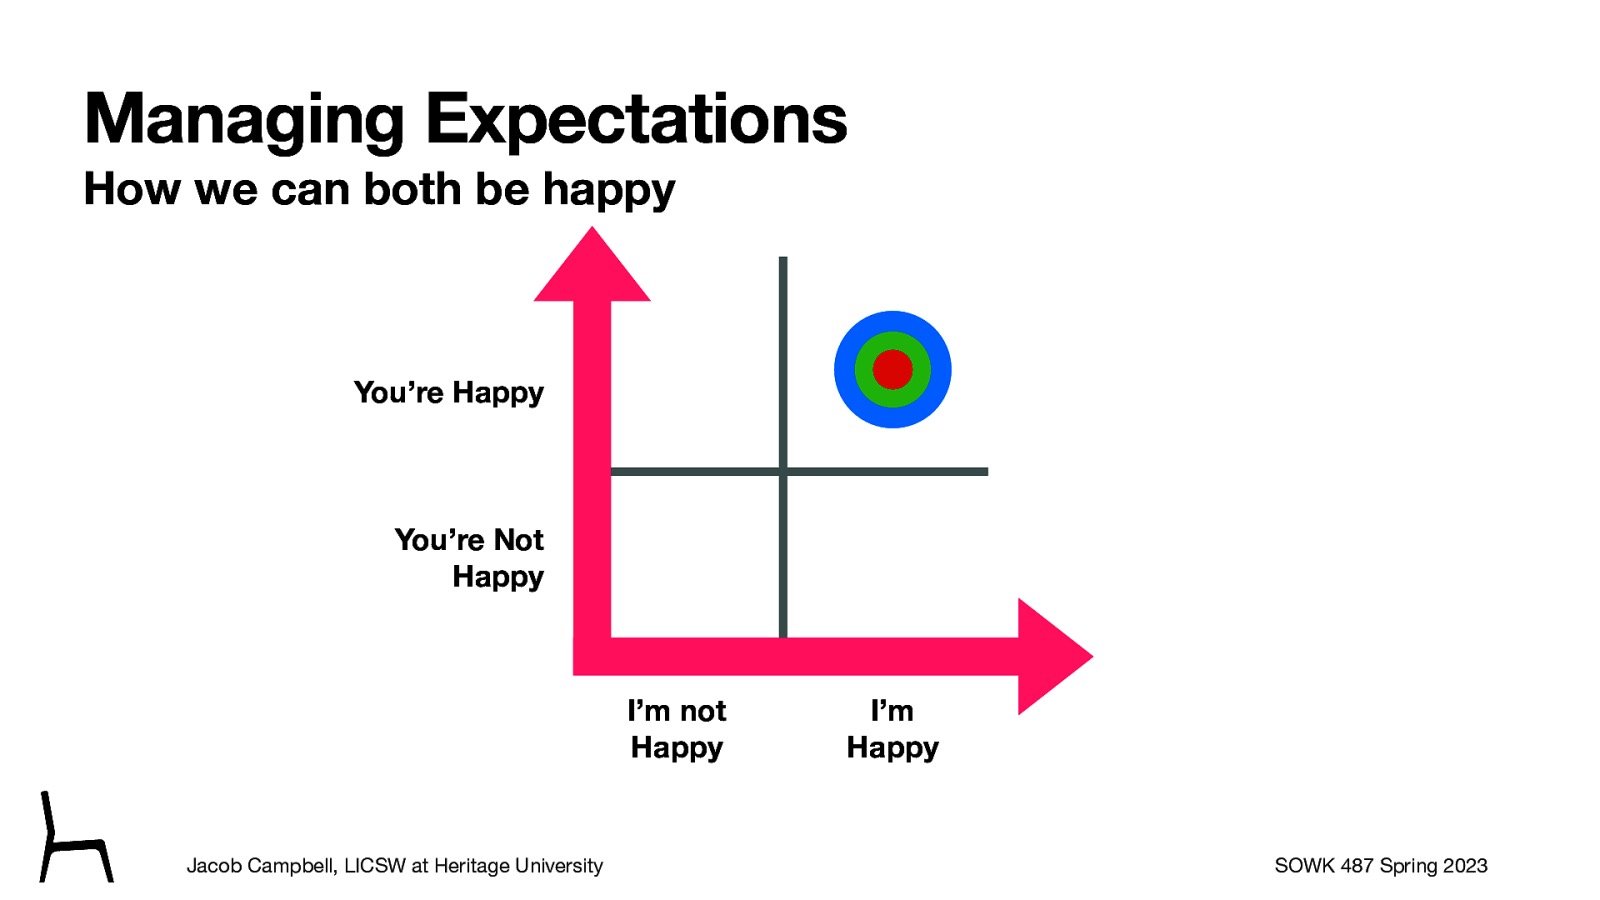 Managing Expectations
How we can both be happy
You’re Happy
You’re Not
Happy
I’m not
Happy
I’m
Happy
Jacob Campbell, LICSW at Heritage University
SOWK 487 Spring 2023